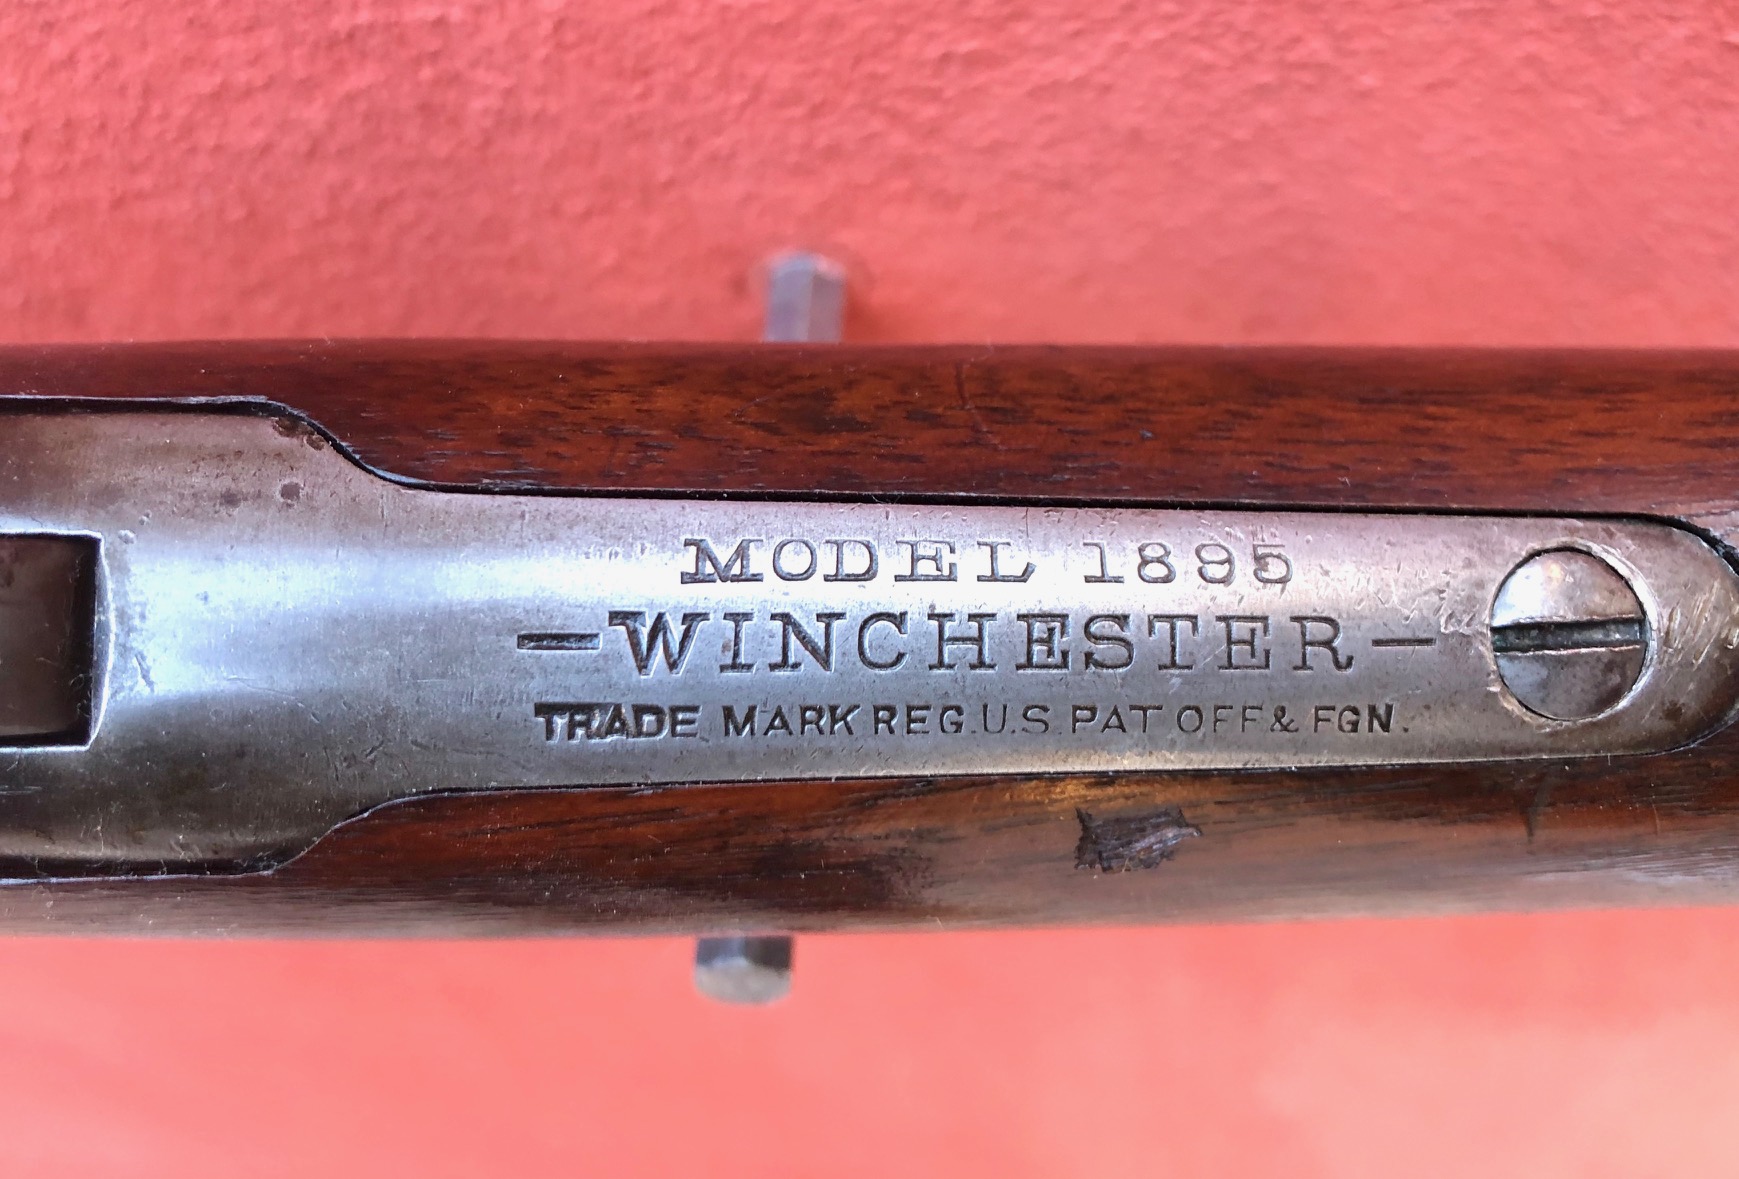 MODEL 1895
—WINCHESTER—
TRADE MARK REG. U.S. PAT OFF & FGN.